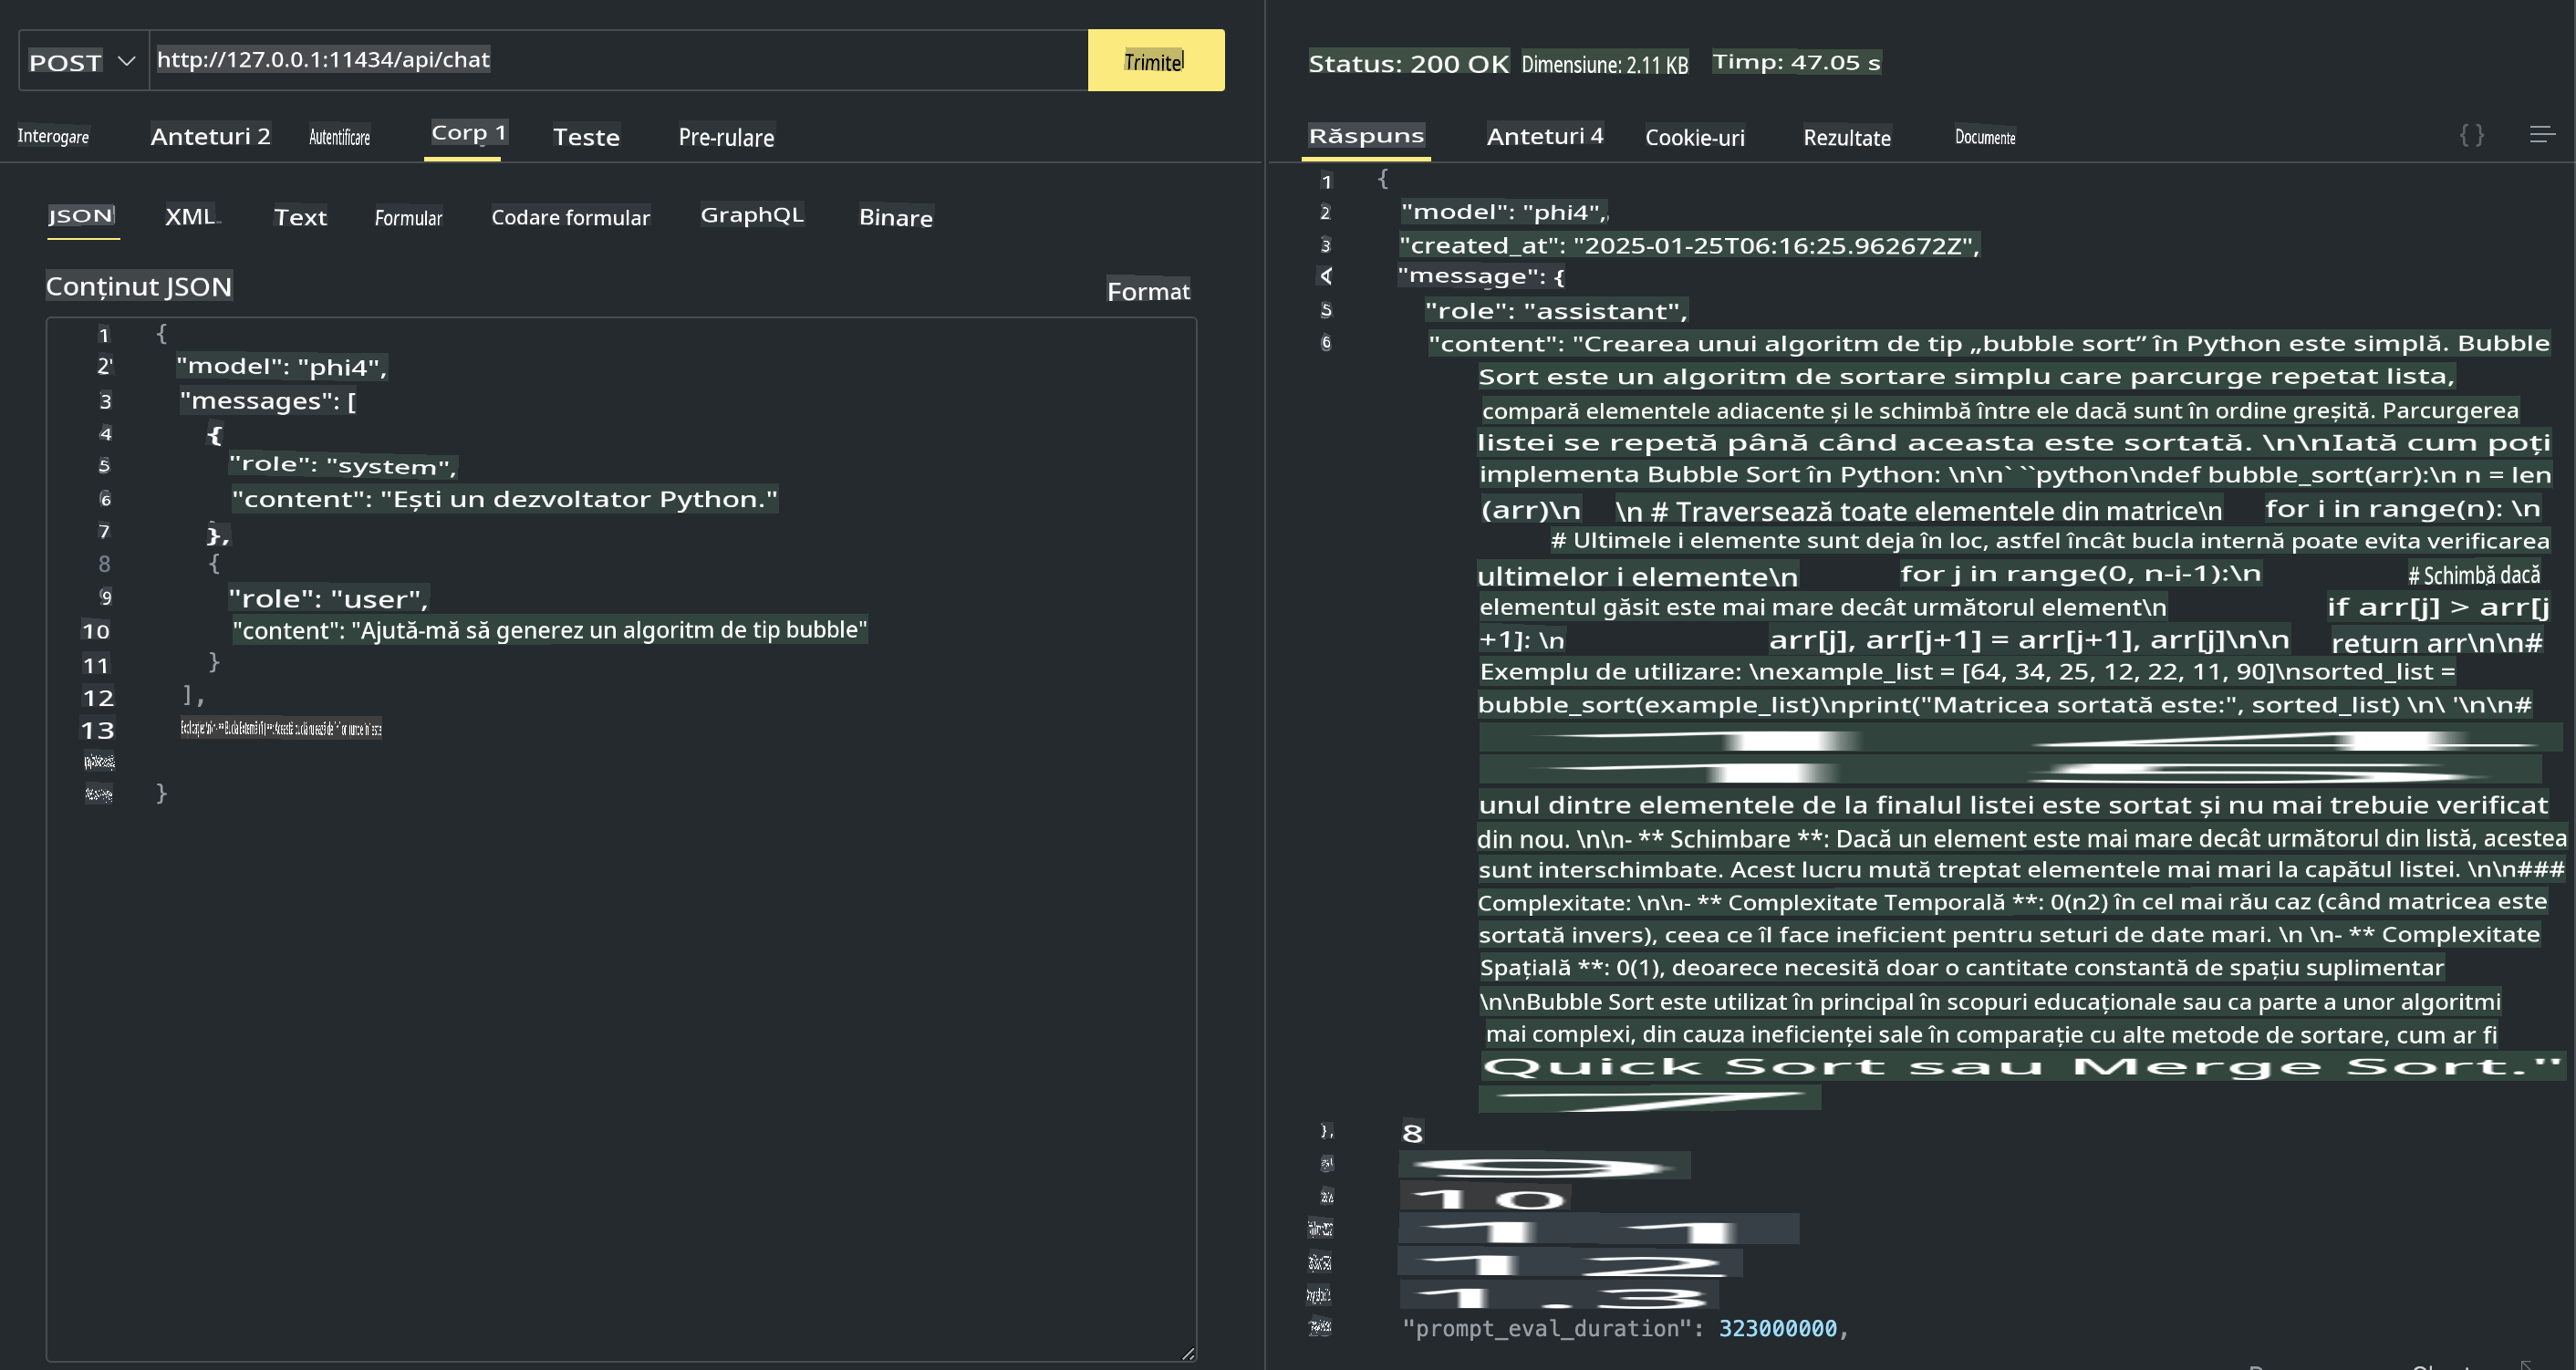 POST http://127.0.0.1:11434/api/chat Trimite
Interogare Anteturi 2 Autentificare Corp 1 Teste Pre-rulare
JSON XML Text Formular Codare formular GraphQL Binare
Conținut JSON Format
1 {
2 "model": "phi4",
3 "messages": [
4 {
5 "role": "system",
6 "content": "Ești un dezvoltator Python."
7 },
8 {
9 "role": "user",
10 "content": "Ajută-mă să generez un algoritm de tip bubble"
11 }
12 ],
13
}
Status: 200 OK Dimensiune: 2.11 KB Timp: 47.05 s
Răspuns Anteturi 4 Cookie-uri Rezultate Documente { }
1 {
2 "model": "phi4",
3 "created_at": "2025-01-25T06:16:25.962672Z",
4 "message": {
5 "role": "assistant",
6 "content": "Crearea unui algoritm de tip „bubble sort” în Python este simplă. Bubble
Sort este un algoritm de sortare simplu care parcurge repetat lista,
compară elementele adiacente și le schimbă între ele dacă sunt în ordine greșită. Parcurgerea
listei se repetă până când aceasta este sortată. \n\nIată cum poți
implementa Bubble Sort în Python: \n\n` ``python\ndef bubble_sort(arr):\n n = len
(arr)\n \n # Traversează toate elementele din matrice\n for i in range(n): \n
# Ultimele i elemente sunt deja în loc, astfel încât bucla internă poate evita verificarea
ultimelor i elemente\n for j in range(0, n-i-1):\n # Schimbă dacă
elementul găsit este mai mare decât următorul element\n if arr[j] > arr[j
+1]: \n arr[j], arr[j+1] = arr[j+1], arr[j]\n\n return arr\n\n#
Exemplu de utilizare: \nexample_list = [64, 34, 25, 12, 22, 11, 90]\nsorted_list =
bubble_sort(example_list)\nprint("Matricea sortată este:", sorted_list) \n\ '\n\n#
14
15
unul dintre elementele de la finalul listei este sortat și nu mai trebuie verificat
din nou. \n\n- ** Schimbare **: Dacă un element este mai mare decât următorul din listă, acestea
sunt interschimbate. Acest lucru mută treptat elementele mai mari la capătul listei. \n\n###
Complexitate: \n\n- ** Complexitate Temporală **: 0(n2) în cel mai rău caz (când matricea este
sortată invers), ceea ce îl face ineficient pentru seturi de date mari. \n \n- ** Complexitate
Spațială **: 0(1), deoarece necesită doar o cantitate constantă de spațiu suplimentar
\n\nBubble Sort este utilizat în principal în scopuri educaționale sau ca parte a unor algoritmi
mai complexi, din cauza ineficienței sale în comparație cu alte metode de sortare, cum ar fi
Quick Sort sau Merge Sort."
7
}, 8
9
10
11
12
1.3
"prompt_eval_duration": 323000000,